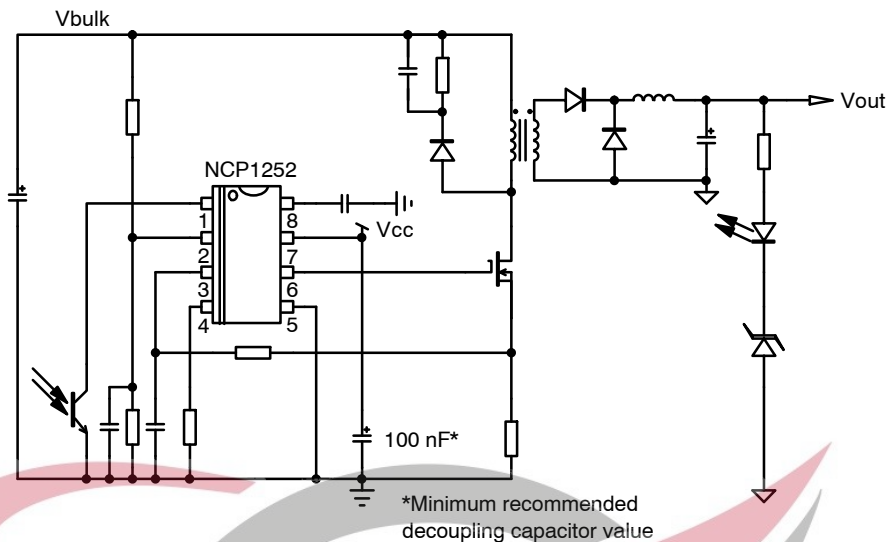 Vbulk
Vout
NCP1252
1
8
Vcc
2
7
3
6
4
5
100 nF*
*Minimum recommended
decoupling capacitor value